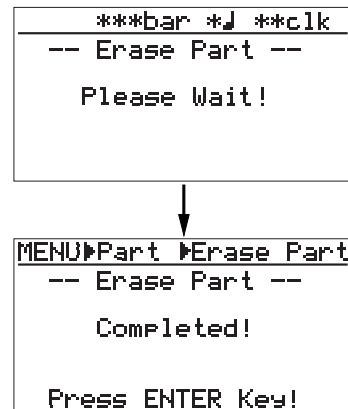 ***bar *♩ **clk
-- Erase Part --
Please Wait!
MENU▶Part ▶Erase Part
-- Erase Part --
Completed!
Press ENTER Key!